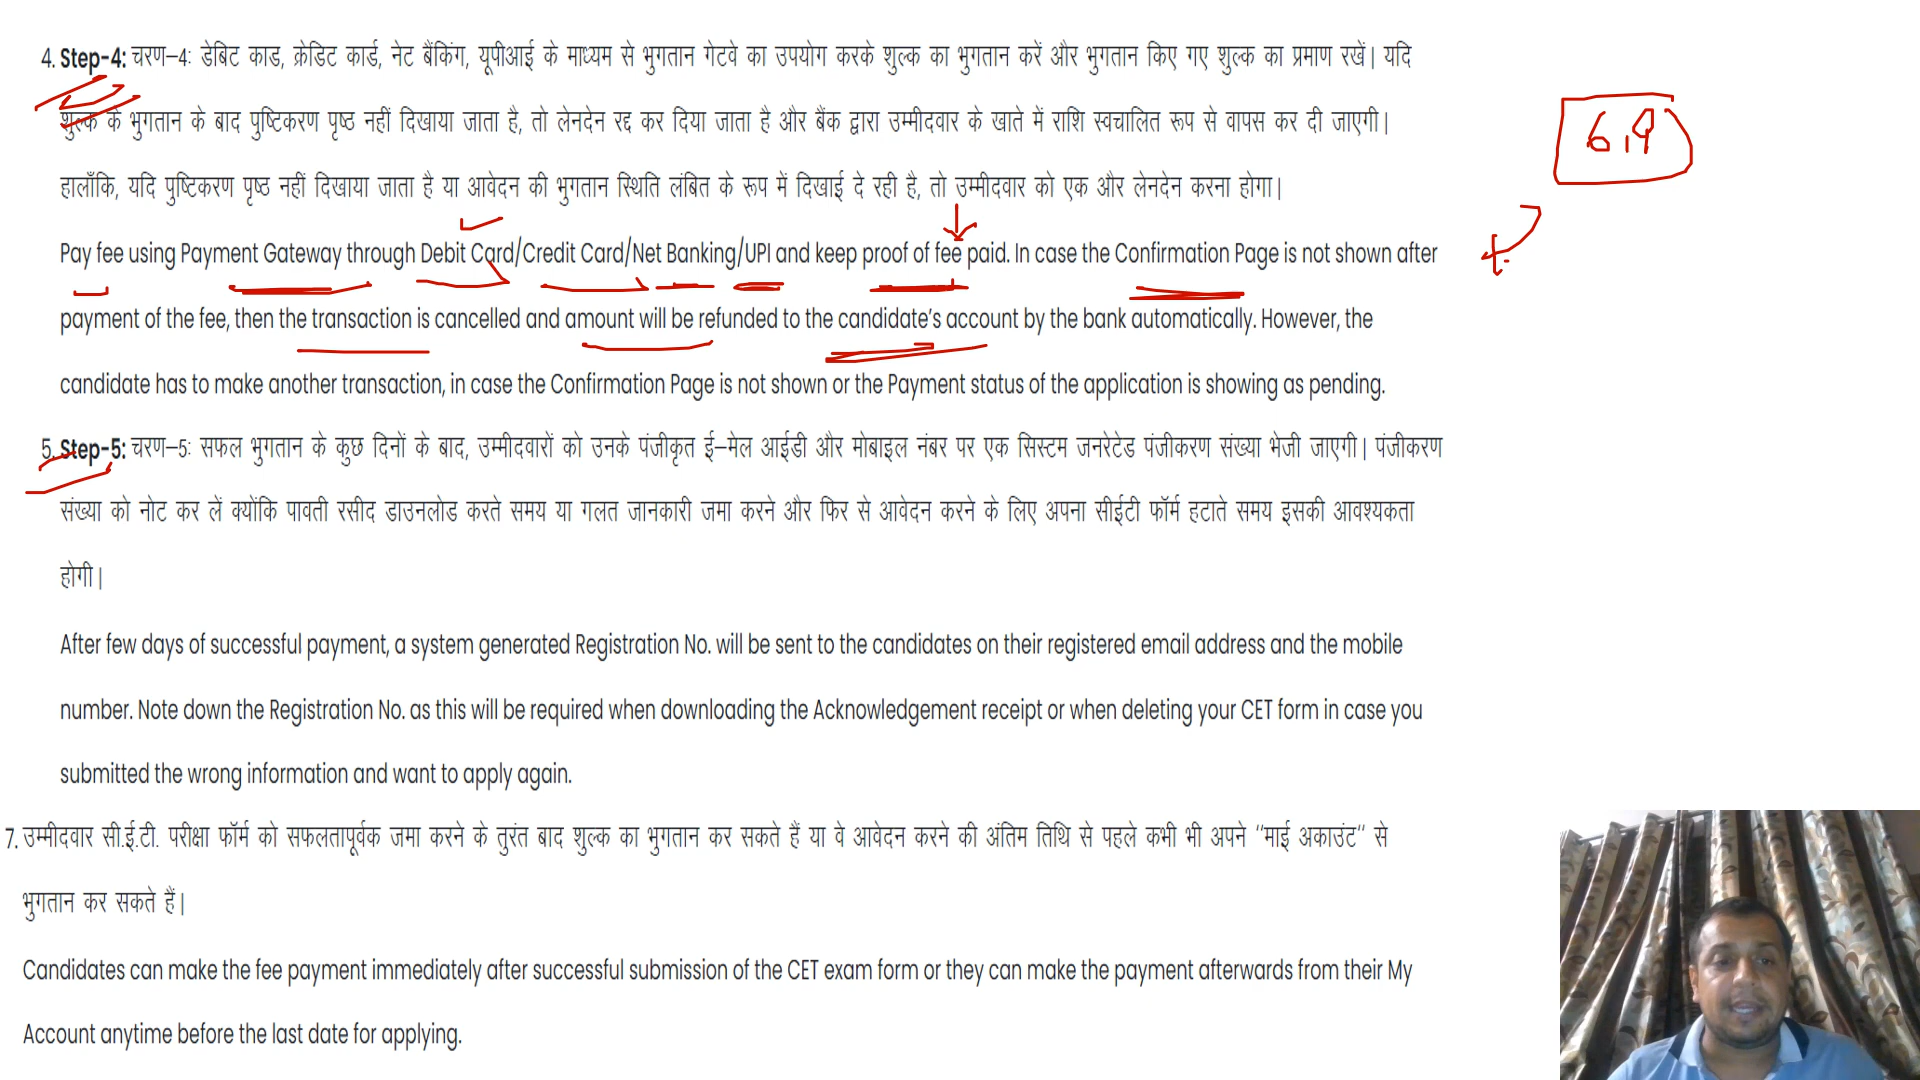 4. Step-4: चरण–4: डेबिट काड, क्रेडिट कार्ड, नेट बैंकिंग, यूपीआई के माध्यम से भुगतान गेटवे का उपयोग करके शुल्क का भुगतान करें और भुगतान किए गए शुल्क का प्रमाण रखें| यदि
शुल्क के भुगतान के बाद पुष्टिकरण पृष्ठ नहीं दिखाया जाता है, तो लेनदेन रद्द कर दिया जाता है और बैंक द्वारा उम्मीदवार के खाते में राशि स्वचालित रूप से वापस कर दी जाएगी|
6,9
हालाँकि, यदि पुष्टिकरण पृष्ठ नहीं दिखाया जाता है या आवेदन की भुगतान स्थिति लंबित के रूप में दिखाई दे रही है, तो उम्मीदवार को एक और लेनदेन करना होगा|
Pay fee using Payment Gateway through Debit Card/Credit Card/Net Banking/UPI and keep proof of fee paid. In case the Confirmation Page is not shown after
payment of the fee, then the transaction is cancelled and amount will be refunded to the candidate's account by the bank automatically. However, the
candidate has to make another transaction, in case the Confirmation Page is not shown or the Payment status of the application is showing as pending.
5. Step-5: चरण–5: सफल भुगतान के कुछ दिनों के बाद, उम्मीदवारों को उनके पंजीकृत ई–मेल आईडी और मोबाइल नंबर पर एक सिस्टम जनरेटेड पंजीकरण संख्या भेजी जाएगी| पंजीकरण
संख्या को नोट कर लें क्योंकि पावती रसीद डाउनलोड करते समय या गलत जानकारी जमा करने और फिर से आवेदन करने के लिए अपना सीईटी फॉर्म हटाते समय इसकी आवश्यकता
होगी|
After few days of successful payment, a system generated Registration No. will be sent to the candidates on their registered email address and the mobile
number. Note down the Registration No. as this will be required when downloading the Acknowledgement receipt or when deleting your CET form in case you
submitted the wrong information and want to apply again.
7. उम्मीदवार सी.ई.टी. परीक्षा फॉर्म को सफलतापूर्वक जमा करने के तुरंत बाद शुल्क का भुगतान कर सकते हैं या वे आवेदन करने की अंतिम तिथि से पहले कभी भी अपने "माई अकाउंट" से
भुगतान कर सकते हैं|
Candidates can make the fee payment immediately after successful submission of the CET exam form or they can make the payment afterwards from their My
Account anytime before the last date for applying.